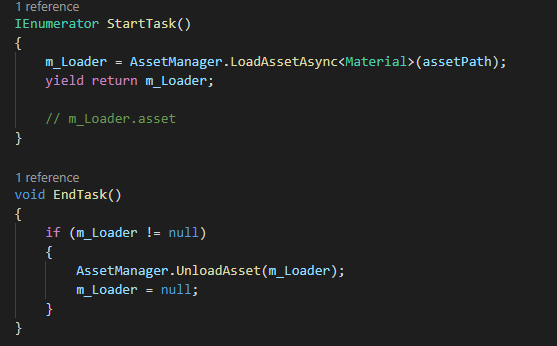 1 reference
IEnumerator StartTask()
{
    m_Loader = AssetManager.LoadAssetAsync<Material>(assetPath);
    yield return m_Loader;

    // m_Loader.asset
}

1 reference
void EndTask()
{
    if (m_Loader != null)
    {
        AssetManager.UnloadAsset(m_Loader);
        m_Loader = null;
    }
}